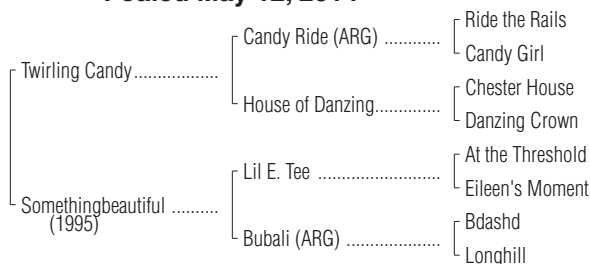 Foaled May 12,
Ride the Rails
Candy Ride (ARG) ............
Candy Girl
Twirling Candy..................
Chester House
House of Danzing..............
Danzing Crown
At the Threshold
Lil E. Tee ..........................
Eileen's Moment
Somethingbeautiful ..........
(1995)
Bdashd
Bubali (ARG) ....................
Longhill